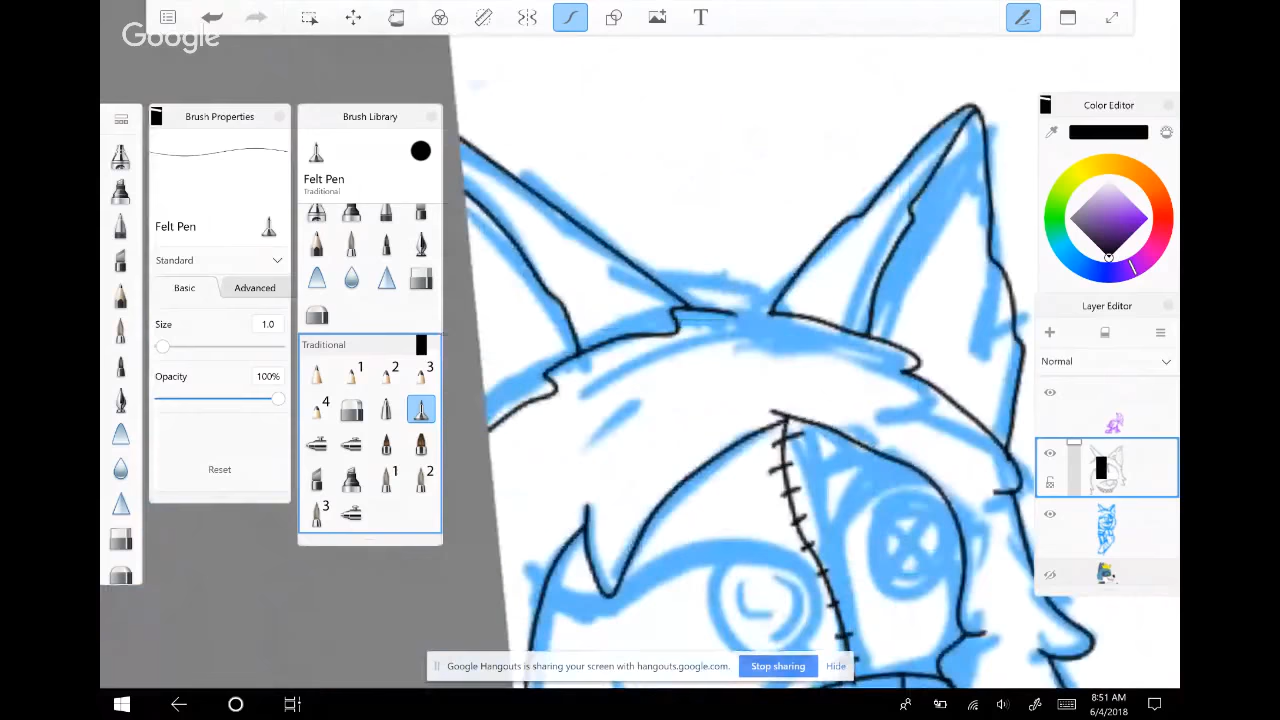 T
Google
Brush Properties
Brush Library
Color Editor
Felt Pen
Traditional
Felt Pen
Standard
Basic
Advanced
Size
1.0
Opacity
100%
Reset
Traditional
1
2
3
4
1
2
3
Layer Editor
Normal
Google Hangouts is sharing your screen with hangouts.google.com.
Stop sharing
Hide
8:51 AM
6/4/2018